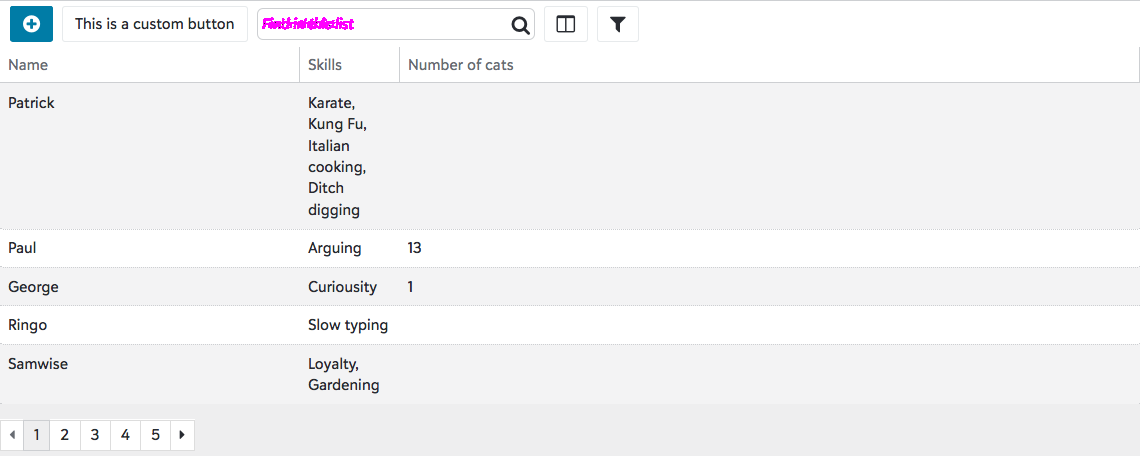 This is a custom button
Find in this list
Name Skills Number of cats
Patrick Karate,
Kung Fu,
Italian
cooking,
Ditch
digging
Paul Arguing 13
George Curiousity 1
Ringo Slow typing
Samwise Loyalty,
Gardening
1 2 3 4 5